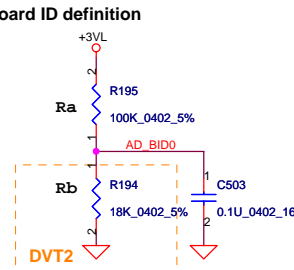 oard ID definition
+3VL
2
R195
Ra
100K_0402_5%
1
AD_BID0
1
Rb
R194
1
C503
18K_0402_5%
0.1U_0402_16
2
2
DVT2